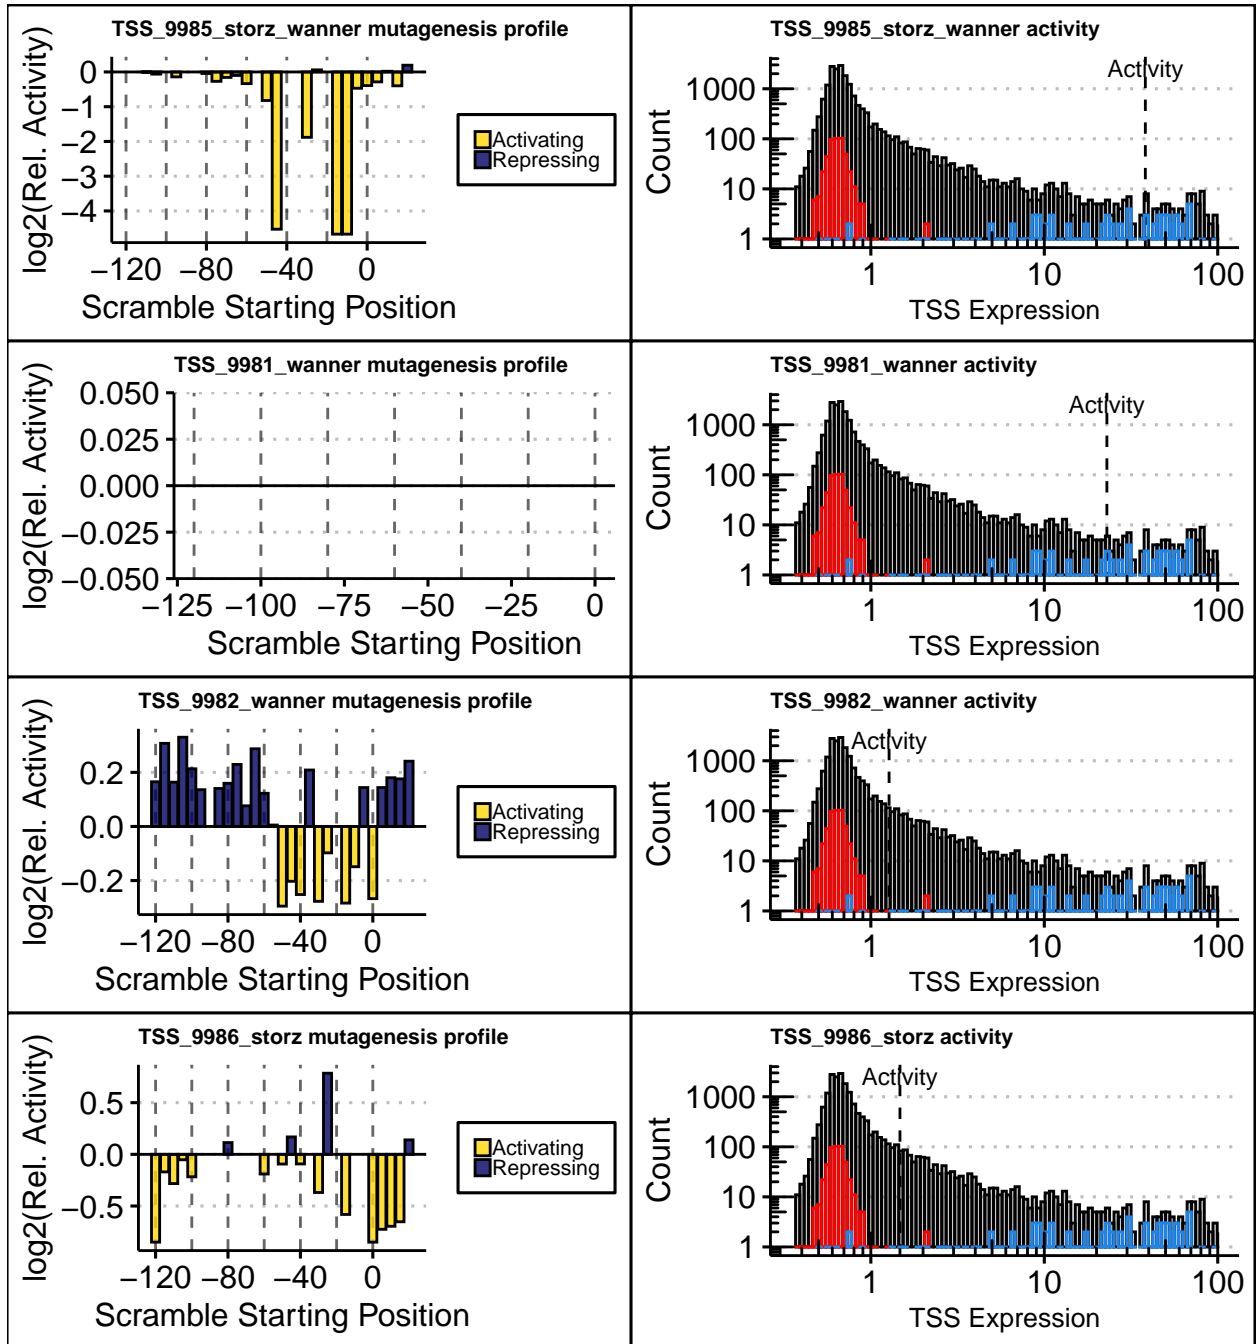 TSS_9985_storz_wanner mutagenesis profile
log2(Rel. Activity)
0
−1
−2
−3
−4
−120 −80 −40 0
Scramble Starting Position
Activating
Repressing
TSS_9985_storz_wanner activity
Activity
Count
1000
100
10
1
1 10 100
TSS Expression
TSS_9981_wanner mutagenesis profile
log2(Rel. Activity)
0.050
0.025
0.000
−0.025
−0.050
−125 −100 −75 −50 −25 0
Scramble Starting Position
TSS_9981_wanner activity
Activity
Count
1000
100
10
1
1 10 100
TSS Expression
TSS_9982_wanner mutagenesis profile
log2(Rel. Activity)
0.2
0.0
−0.2
−120 −80 −40 0
Scramble Starting Position
Activating
Repressing
TSS_9982_wanner activity
Activity
Count
1000
100
10
1
1 10 100
TSS Expression
TSS_9986_storz mutagenesis profile
log2(Rel. Activity)
0.5
0.0
−0.5
−120 −80 −40 0
Scramble Starting Position
Activating
Repressing
TSS_9986_storz activity
Activity
Count
1000
100
10
1
1 10 100
TSS Expression